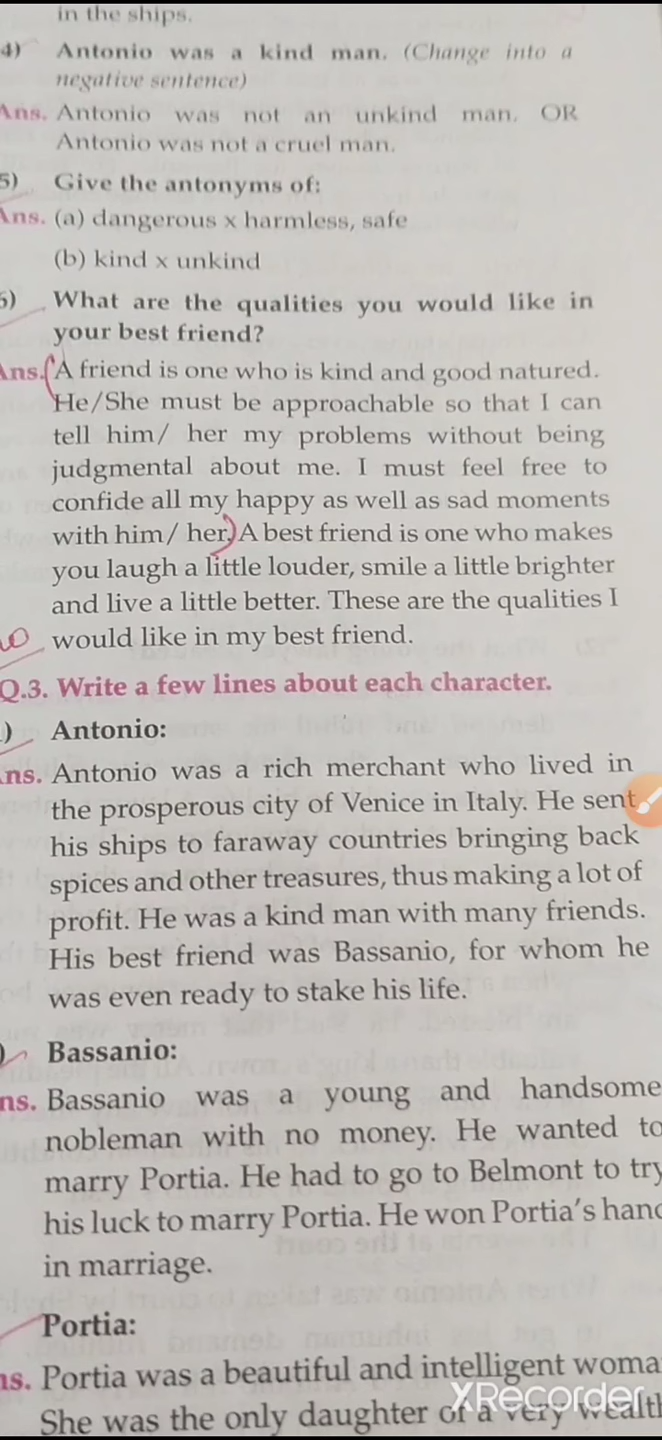 in the ships.
4) Antonio was a kind man. (Change into a
negative sentence)
Ans. Antonio was not an unkind man. OR
Antonio was not a cruel man.
5) Give the antonyms of:
Ans. (a) dangerous x harmless, safe
(b) kind x unkind
6) What are the qualities you would like in
your best friend?
Ans. A friend is one who is kind and good natured.
He/She must be approachable so that I can
tell him/ her my problems without being
judgmental about me. I must feel free to
confide all my happy as well as sad moments
with him/ her. A best friend is one who makes
you laugh a little louder, smile a little brighter
and live a little better. These are the qualities I
would like in my best friend.
Q.3. Write a few lines about each character.
) Antonio:
ns. Antonio was a rich merchant who lived in
the prosperous city of Venice in Italy. He sent
his ships to faraway countries bringing back
spices and other treasures, thus making a lot of
profit. He was a kind man with many friends.
His best friend was Bassanio, for whom he
was even ready to stake his life.
) Bassanio:
ns. Bassanio was a young and handsome
nobleman with no money. He wanted to
marry Portia. He had to go to Belmont to try
his luck to marry Portia. He won Portia's hand
in marriage.
Portia:
ns. Portia was a beautiful and intelligent woma
She was the only daughter of a very wealth
XRecorder